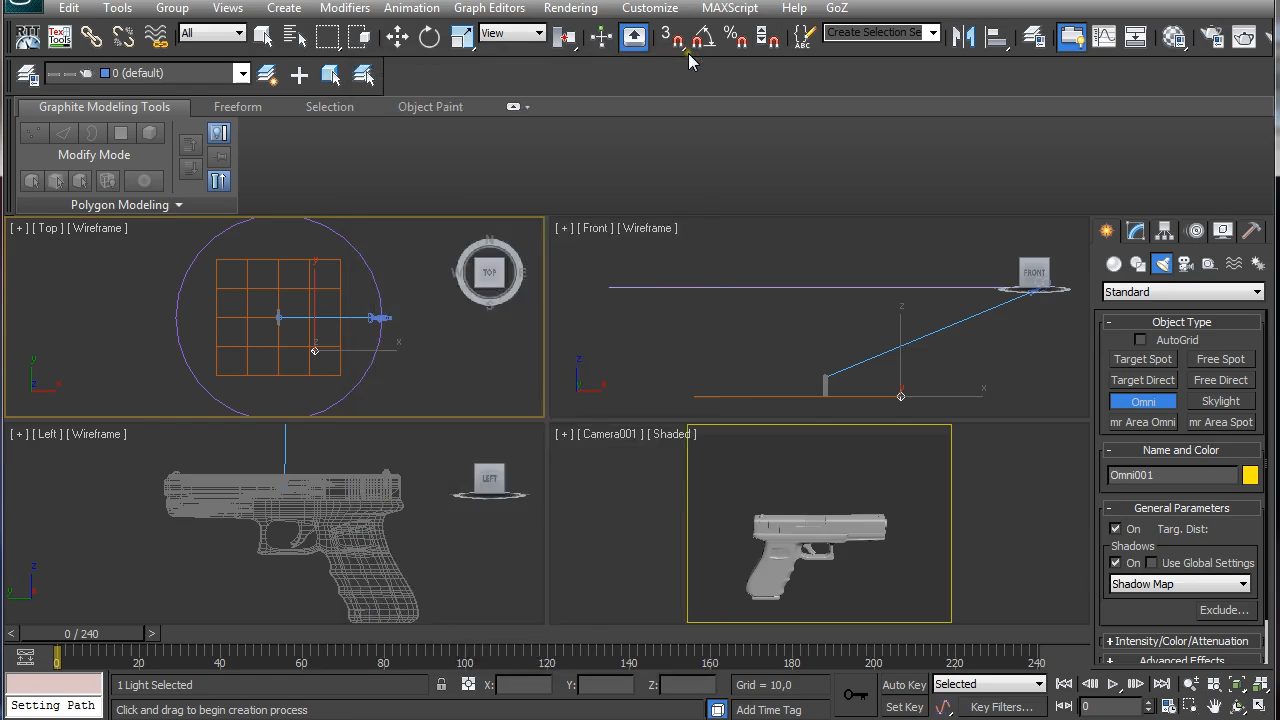 Edit Tools Group Views Create Modifiers Animation Graph Editors Rendering Customize MAXScript Help GoZ
All View 3 Create Selection Se
0 (default)
Graphite Modeling Tools Freeform Selection Object Paint
Modify Mode
Polygon Modeling
[ + ] [ Top ] [ Wireframe ]
TOP
[ + ] [ Front ] [ Wireframe ]
FRONT
Standard
Object Type
AutoGrid
Target Spot Free Spot
Target Direct Free Direct
Omni Skylight
mr Area Omni mr Area Spot
[ + ] [ Left ] [ Wireframe ]
LEFT
[ + ] [ Camera001 ] [ Shaded ]
Name and Color
Omni001
General Parameters
On Targ. Dist:
Shadows
On Use Global Settings
Shadow Map
Exclude...
Intensity/Color/Attenuation
Advanced Effects
0 / 240
0 20 40 60 80 100 120 140 160 180 200 220 240
1 Light Selected X: Y: Z: Grid = 10,0 Auto Key Selected
Setting Path Click and drag to begin creation process Add Time Tag Set Key Key Filters... 0